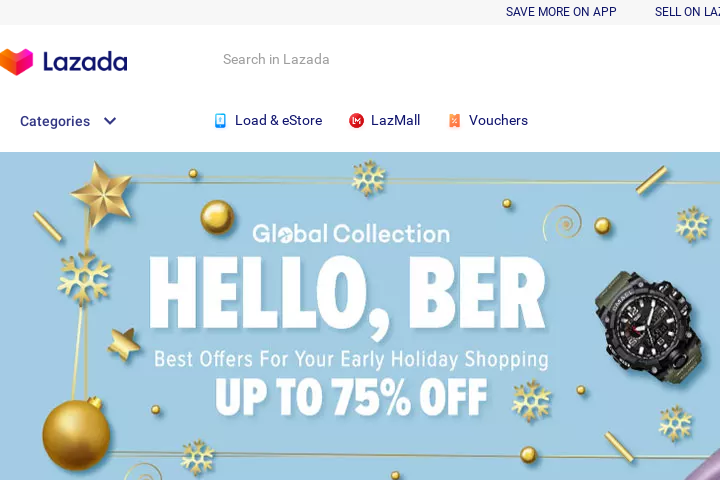 SAVE MORE ON APP
SELL ON LAZ
Lazada
Search in Lazada
Categories
Load & eStore
LazMall
Vouchers
Global Collection
HELLO, BER
Best Offers For Your Early Holiday Shopping
UP TO 75% OFF